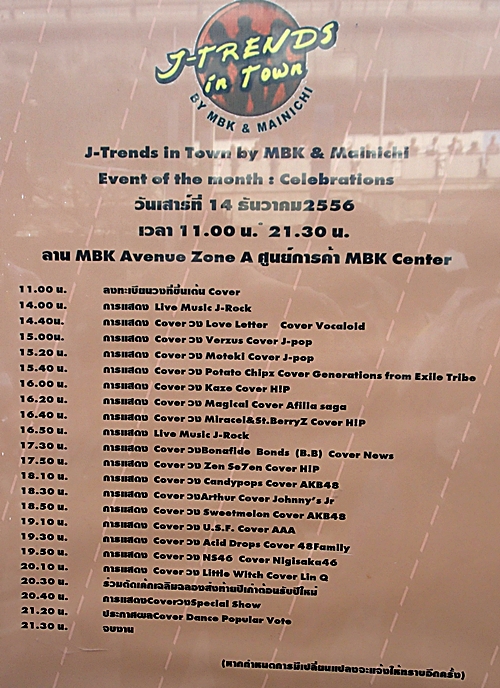 J-TRENDS
in Town
BY MBK & MAINICHI
J-Trends in Town by MBK & Mainichi
Event of the month : Celebrations
วันเสาร์ที่ 14 ธันวาคม2556
เวลา 11.00 น.- 21.30 น.
ลาน MBK Avenue Zone A ศูนย์การค้า MBK Center
11.00 น. ลงทะเบียนวงที่ขึ้นเต้น Cover
14.00 น. การแสดง Live Music J-Rock
14.40น. การแสดง Cover วง Love Letter Cover Vocaloid
15.00น. การแสดง Cover วง Verzus Cover J-pop
15.20 น. การแสดง Cover วง Moteki Cover J-pop
15.40 น. การแสดง Cover วง Potato Chipz Cover Generations from Exile Tribe
16.00 น. การแสดง Cover วง Kaze Cover H!P
16.20 น. การแสดง Cover วง Magical Cover Afilia saga
16.40 น. การแสดง Cover วง Miracel&St.BerryZ Cover H!P
16.50 น. การแสดง Live Music J-Rock
17.30 น. การแสดง Cover วงBonafide Bonds (B.B) Cover News
17.50 น. การแสดง Cover วง Zen Se7en Cover H!P
18.10 น. การแสดง Cover วง Candypops Cover AKB48
18.30 น. การแสดง Cover วงArthur Cover Johnny's Jr
18.50 น. การแสดง Cover วง Sweetmelon Cover AKB48
19.10 น. การแสดง Cover วง U.S.F. Cover AAA
19.30 น. การแสดง Cover วง Acid Drops Cover 48Family
19.50 น. การแสดง Cover วง NS46 Cover Nigisaka46
20.10 น. การแสดง Cover วง Little Witch Cover Lin Q
20.30 น. ร่วมตัดเค้กเฉลิมฉลองส่งท้ายปีเก่าต้อนรับปีใหม่
20.40 น. การแสดงCoverวงSpecial Show
21.20 น. ประกาศผลCover Dance Popular Vote
21.30 น. จบงาน
(หากกำหนดการมีเปลี่ยนแปลงจะแจ้งให้ทราบอีกครั้ง)